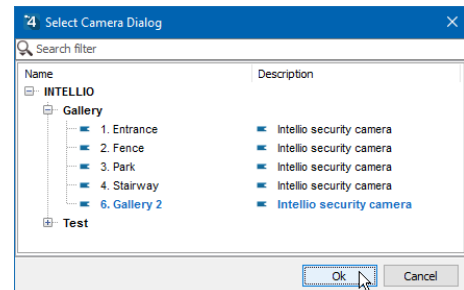 4 Select Camera Dialog
Search filter
Name Description
INTELLIO
Gallery
1. Entrance Intellio security camera
2. Fence Intellio security camera
3. Park Intellio security camera
4. Stairway Intellio security camera
6. Gallery 2 Intellio security camera
Test
Ok Cancel